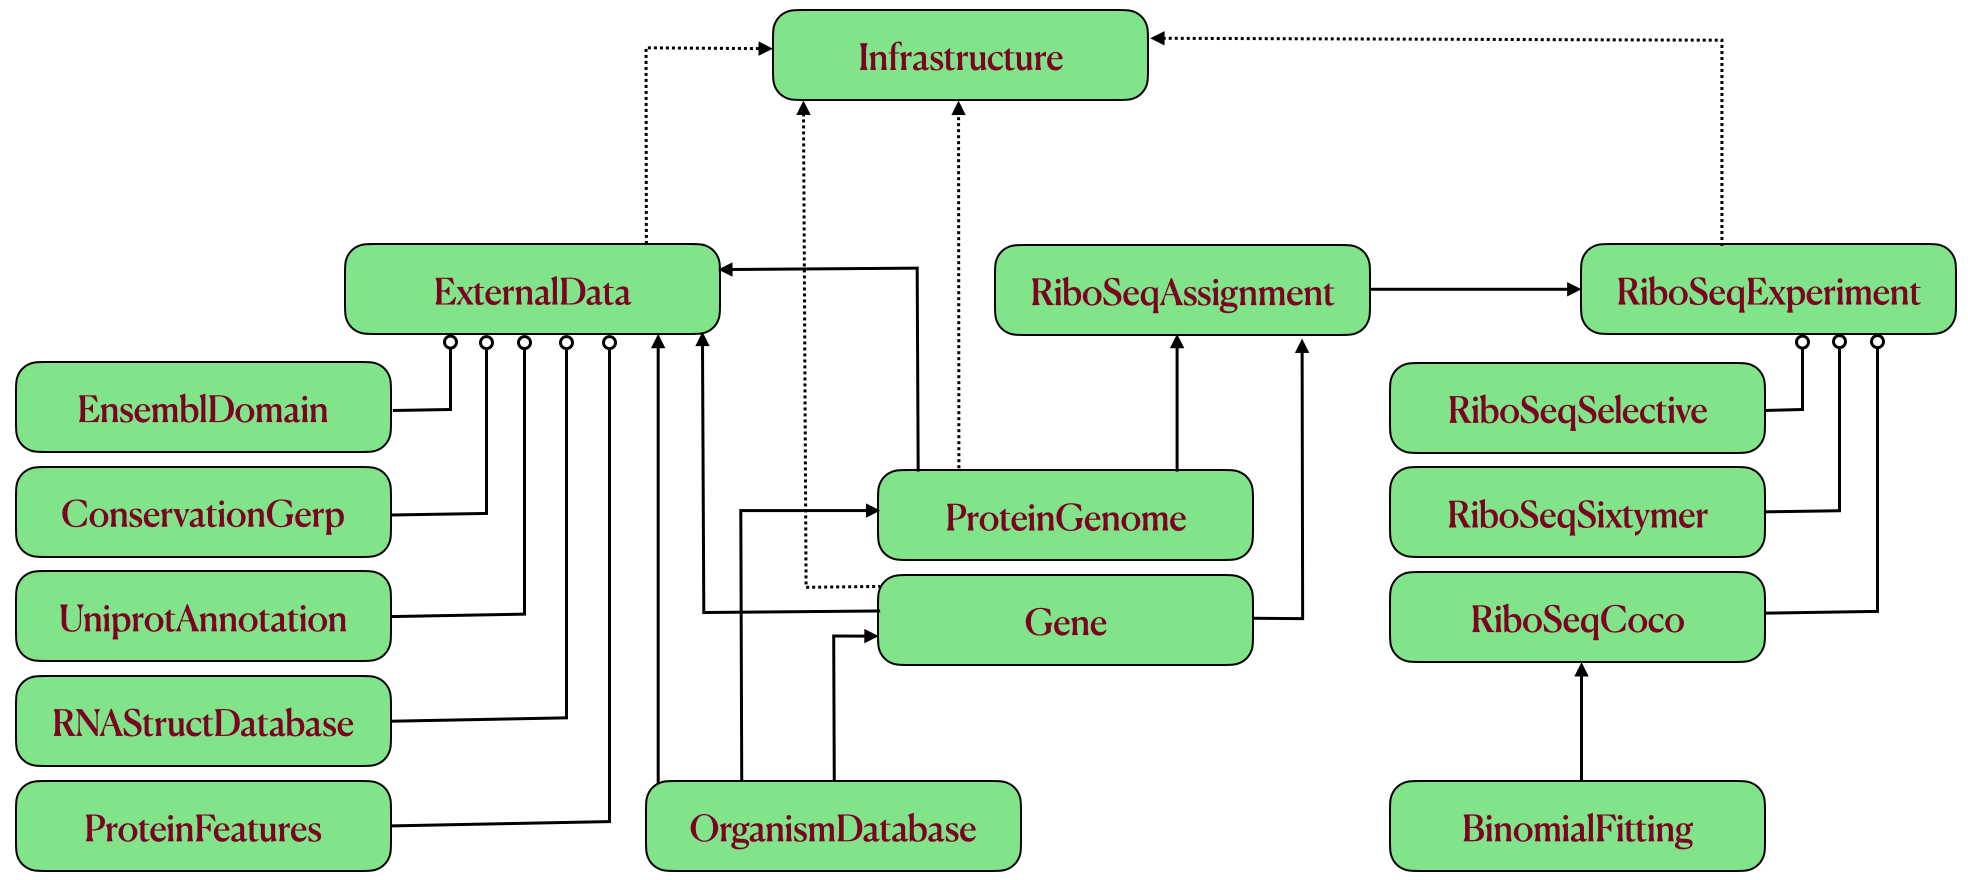 Infrastructure
ExternalData
RiboSeqAssignment
RiboSeqExperiment
EnsemblDomain
RiboSeqSelective
ConservationGerp
ProteinGenome
RiboSeqSixtymer
UniprotAnnotation
Gene
RiboSeqCoco
RNAStructDatabase
ProteinFeatures
OrganismDatabase
BinomialFitting